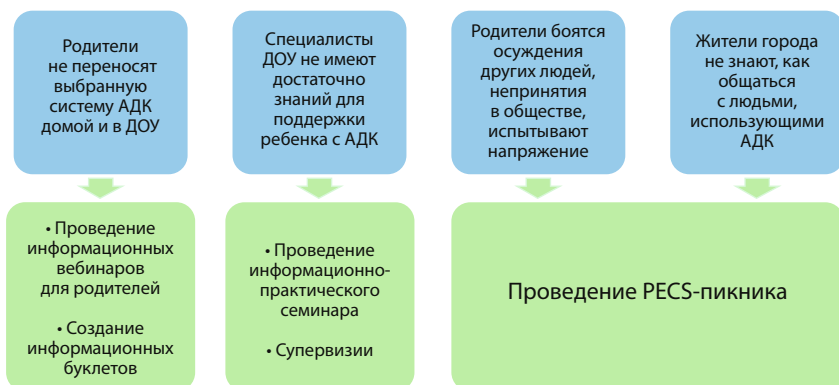 Родители
не переносят
выбранную
систему АДК
домой и в ДОУ
Специалисты
ДОУ не имеют
достаточно
знаний для
поддержки
ребенка с АДК
Родители боятся
осуждения
других людей,
непринятия
в обществе,
испытывают
напряжение
Жители города
не знают, как
общаться
с людьми,
использующими
АДК
• Проведение
информационных
вебинаров
для родителей
• Создание
информационных
буклетов
• Проведение
информационно-
практического
семинара
• Супервизии
Проведение PECS-пикника